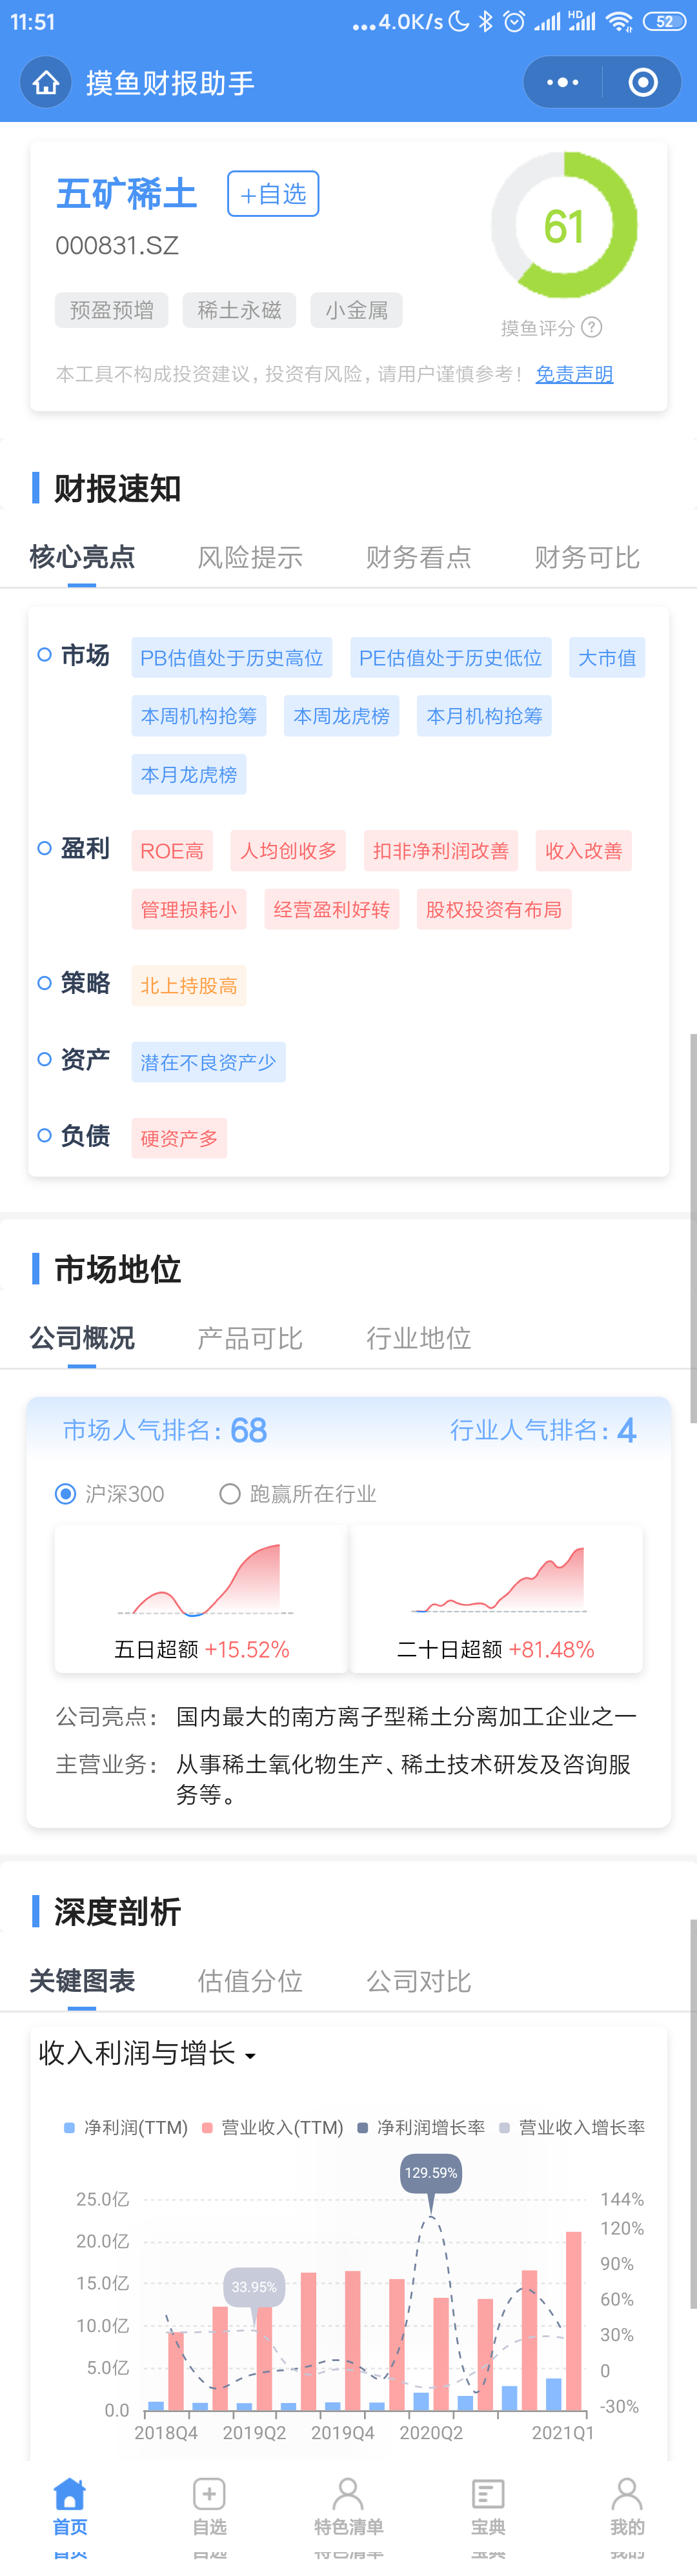 11:51
...4.0K/s HD 52
摸鱼财报助手
五矿稀土 +自选
000831.SZ
61
预盈预增 稀土永磁 小金属
摸鱼评分 ?
本工具不构成投资建议,投资有风险,请用户谨慎参考! 免责声明
财报速知
核心亮点 风险提示 财务看点 财务可比
市场 PB估值处于历史高位 PE估值处于历史低位 大市值
本周机构抢筹 本周龙虎榜 本月机构抢筹
本月龙虎榜
盈利 ROE高 人均创收多 扣非净利润改善 收入改善
管理损耗小 经营盈利好转 股权投资有布局
策略 北上持股高
资产 潜在不良资产少
负债 硬资产多
市场地位
公司概况 产品可比 行业地位
市场人气排名:68 行业人气排名:4
沪深300 跑赢所在行业
五日超额 +15.52% 二十日超额 +81.48%
公司亮点: 国内最大的南方离子型稀土分离加工企业之一
主营业务: 从事稀土氧化物生产、稀土技术研发及咨询服
务等。
深度剖析
关键图表 估值分位 公司对比
收入利润与增长
净利润(TTM) 营业收入(TTM) 净利润增长率 营业收入增长率
129.59%
25.0亿 144%
20.0亿 120%
90%
15.0亿 33.95%
60%
10.0亿 30%
5.0亿 0
0.0 -30%
2018Q4 2019Q2 2019Q4 2020Q2 2021Q1
首页 自选 特色清单 宝典 我的
首页 自选 特色清单 宝典 我的